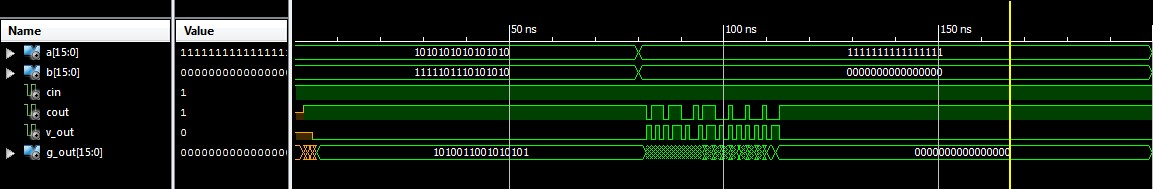 Name Value 50 ns 100 ns 150 ns
a[15:0] 1111111111111111 1010101010101010 1111111111111111
b[15:0] 0000000000000000 1111101110101010 0000000000000000
cin 1
cout 1
v_out 0
g_out[15:0] 0000000000000000 1010011001010101 0000000000000000